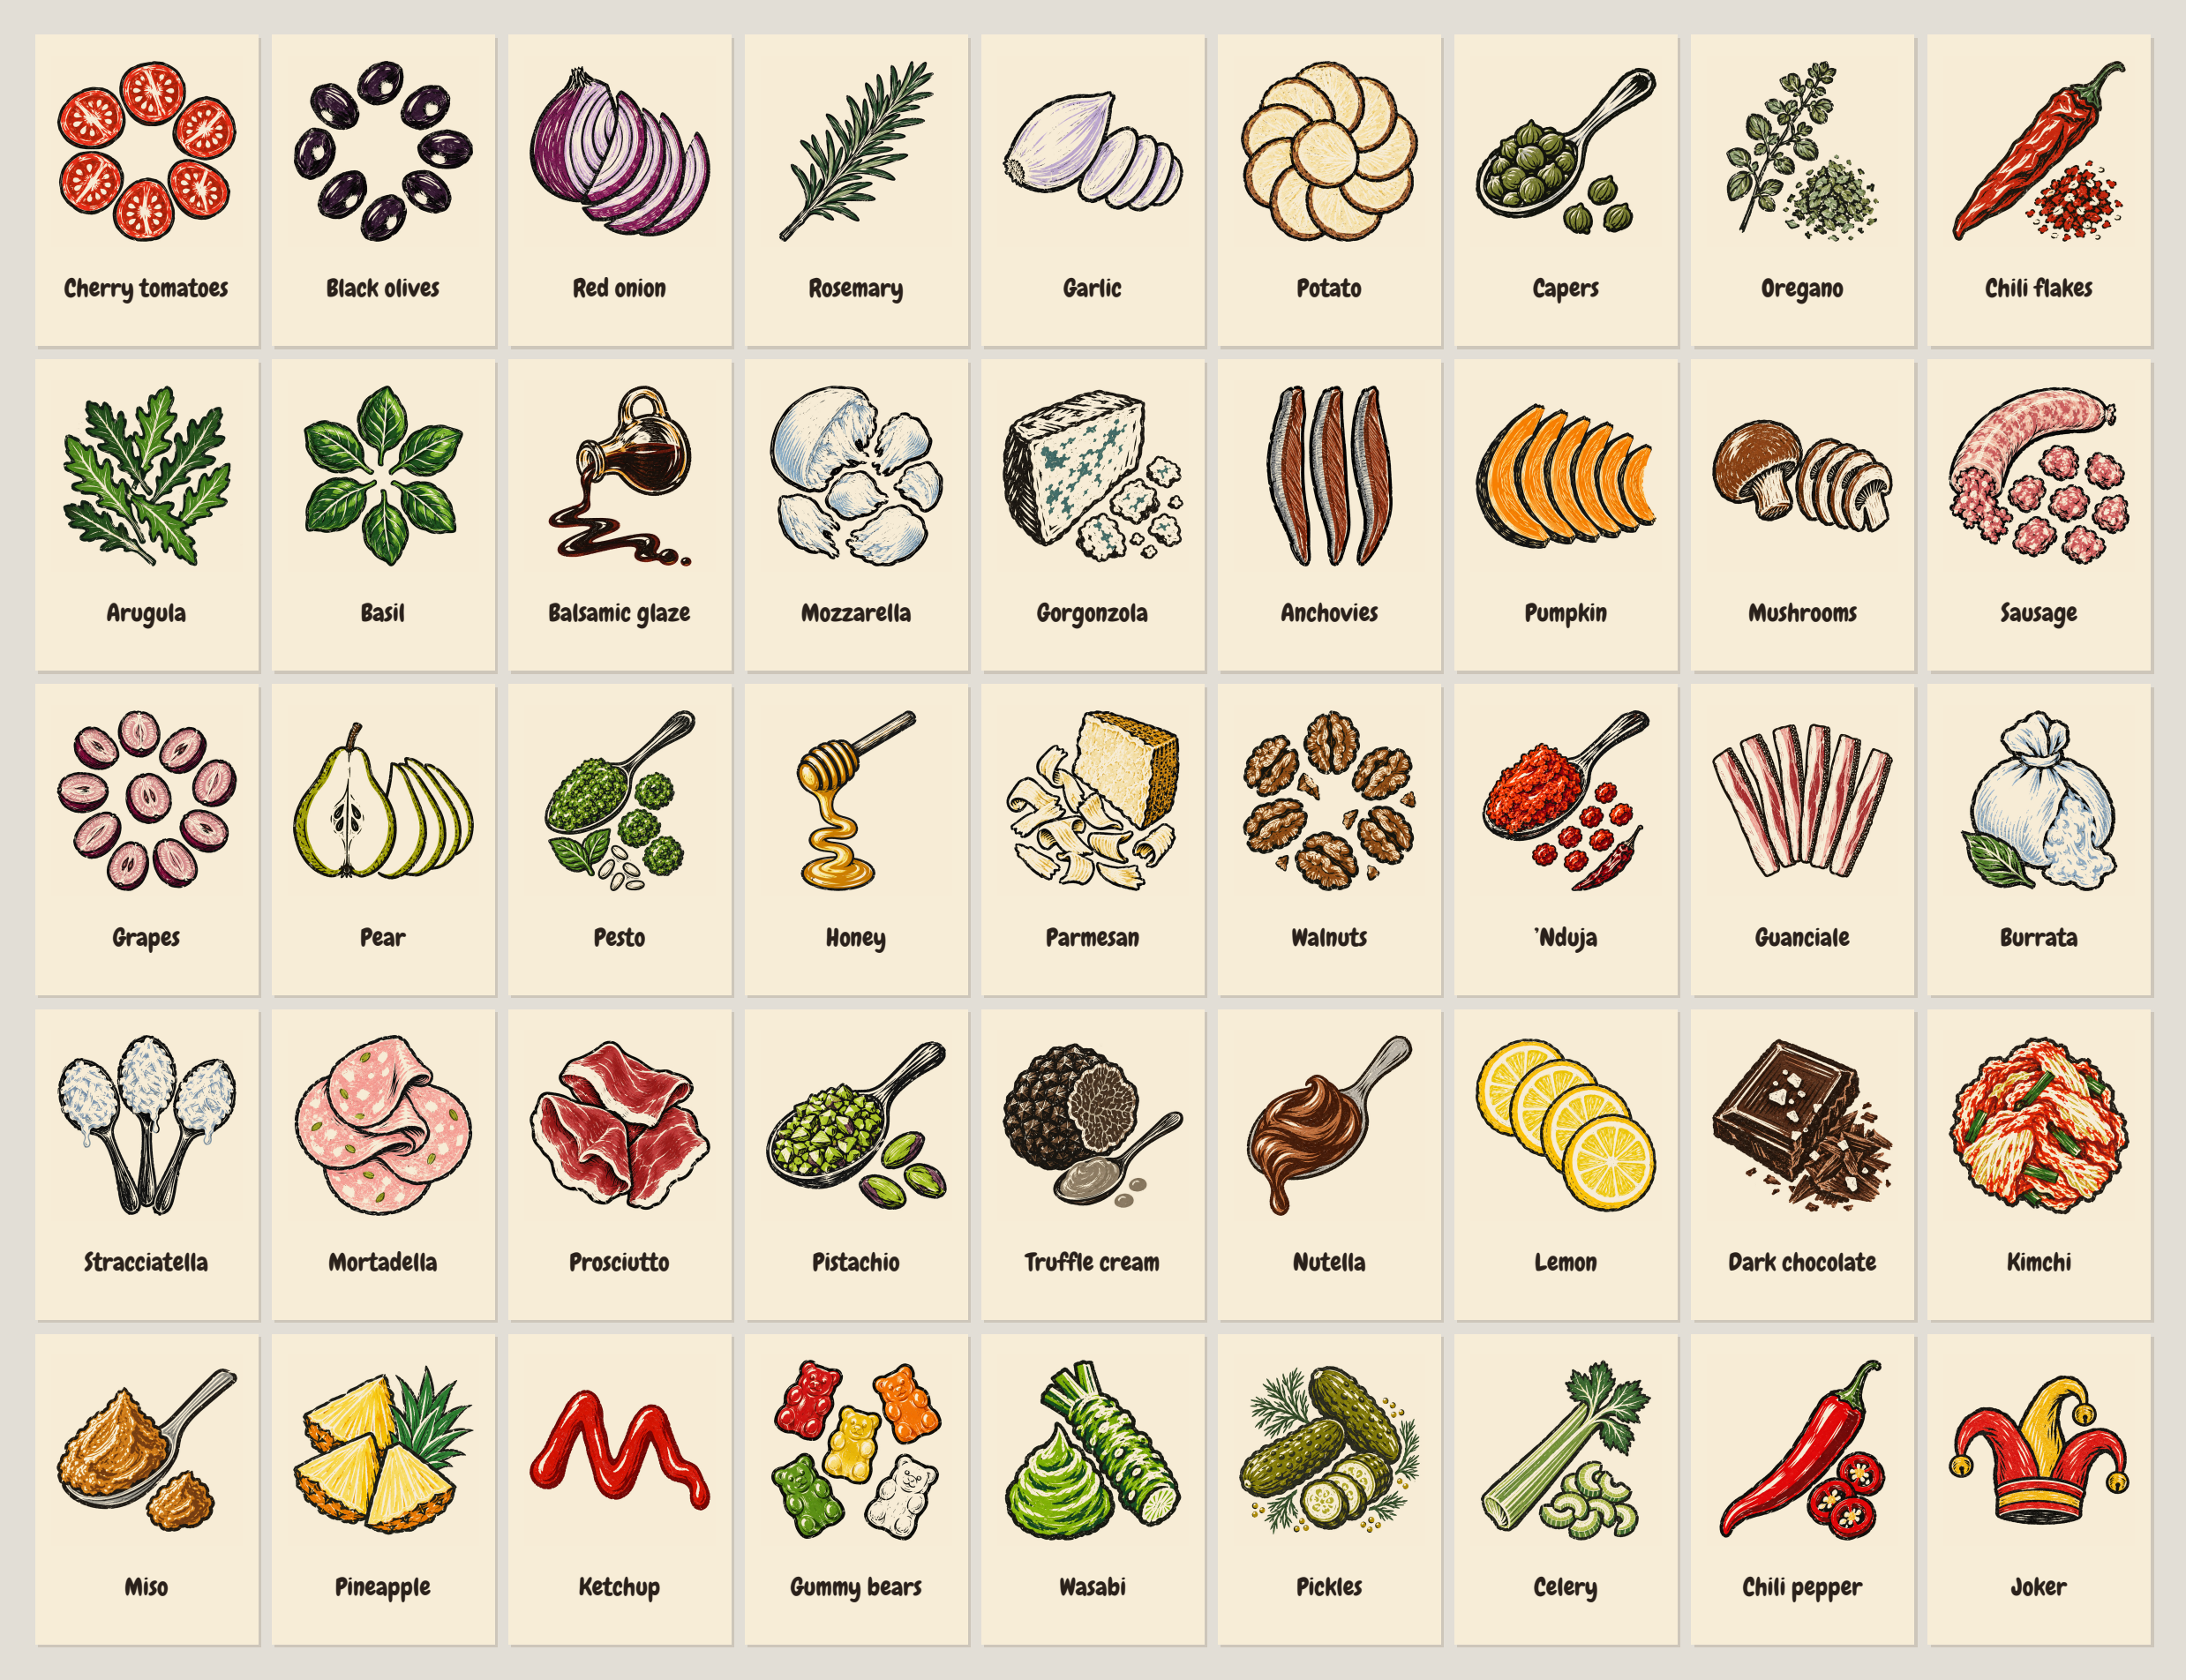 Cherry tomatoes
Black olives
Red onion
Rosemary
Garlic
Potato
Capers
Oregano
Chili flakes
Arugula
Basil
Balsamic glaze
Mozzarella
Gorgonzola
Anchovies
Pumpkin
Mushrooms
Sausage
Grapes
Pear
Pesto
Honey
Parmesan
Walnuts
'Nduja
Guanciale
Burrata
Stracciatella
Mortadella
Prosciutto
Pistachio
Truffle cream
Nutella
Lemon
Dark chocolate
Kimchi
Miso
Pineapple
Ketchup
Gummy bears
Wasabi
Pickles
Celery
Chili pepper
Joker